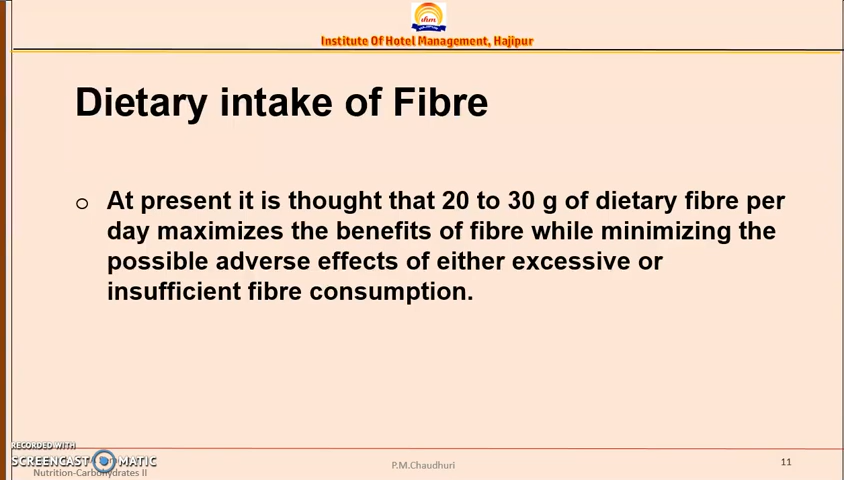 Institute Of Hotel Management, Hajipur
Dietary intake of Fibre
o At present it is thought that 20 to 30 g of dietary fibre per
day maximizes the benefits of fibre while minimizing the
possible adverse effects of either excessive or
insufficient fibre consumption.
RECORDED WITH
SCREENCAST MATIC
Nutrition-Carbohydrates II
P.M.Chaudhuri
11